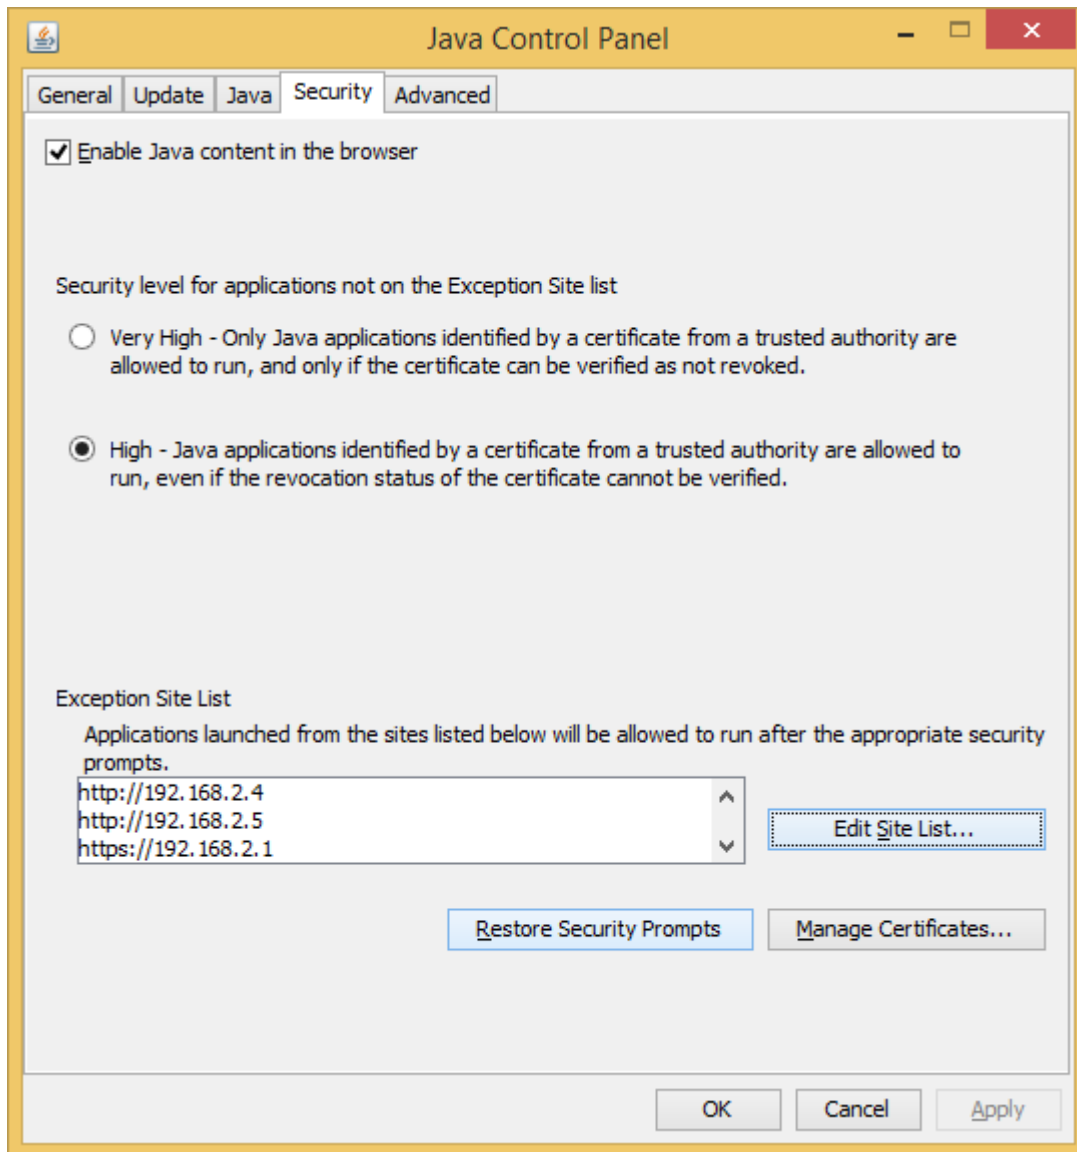 Java Control Panel
General Update Java Security Advanced
Enable Java content in the browser
Security level for applications not on the Exception Site list
Very High - Only Java applications identified by a certificate from a trusted authority are
allowed to run, and only if the certificate can be verified as not revoked.
High - Java applications identified by a certificate from a trusted authority are allowed to
run, even if the revocation status of the certificate cannot be verified.
Exception Site List
Applications launched from the sites listed below will be allowed to run after the appropriate security
prompts.
http://192.168.2.4
http://192.168.2.5
https://192.168.2.1
Edit Site List...
Restore Security Prompts Manage Certificates...
OK Cancel Apply